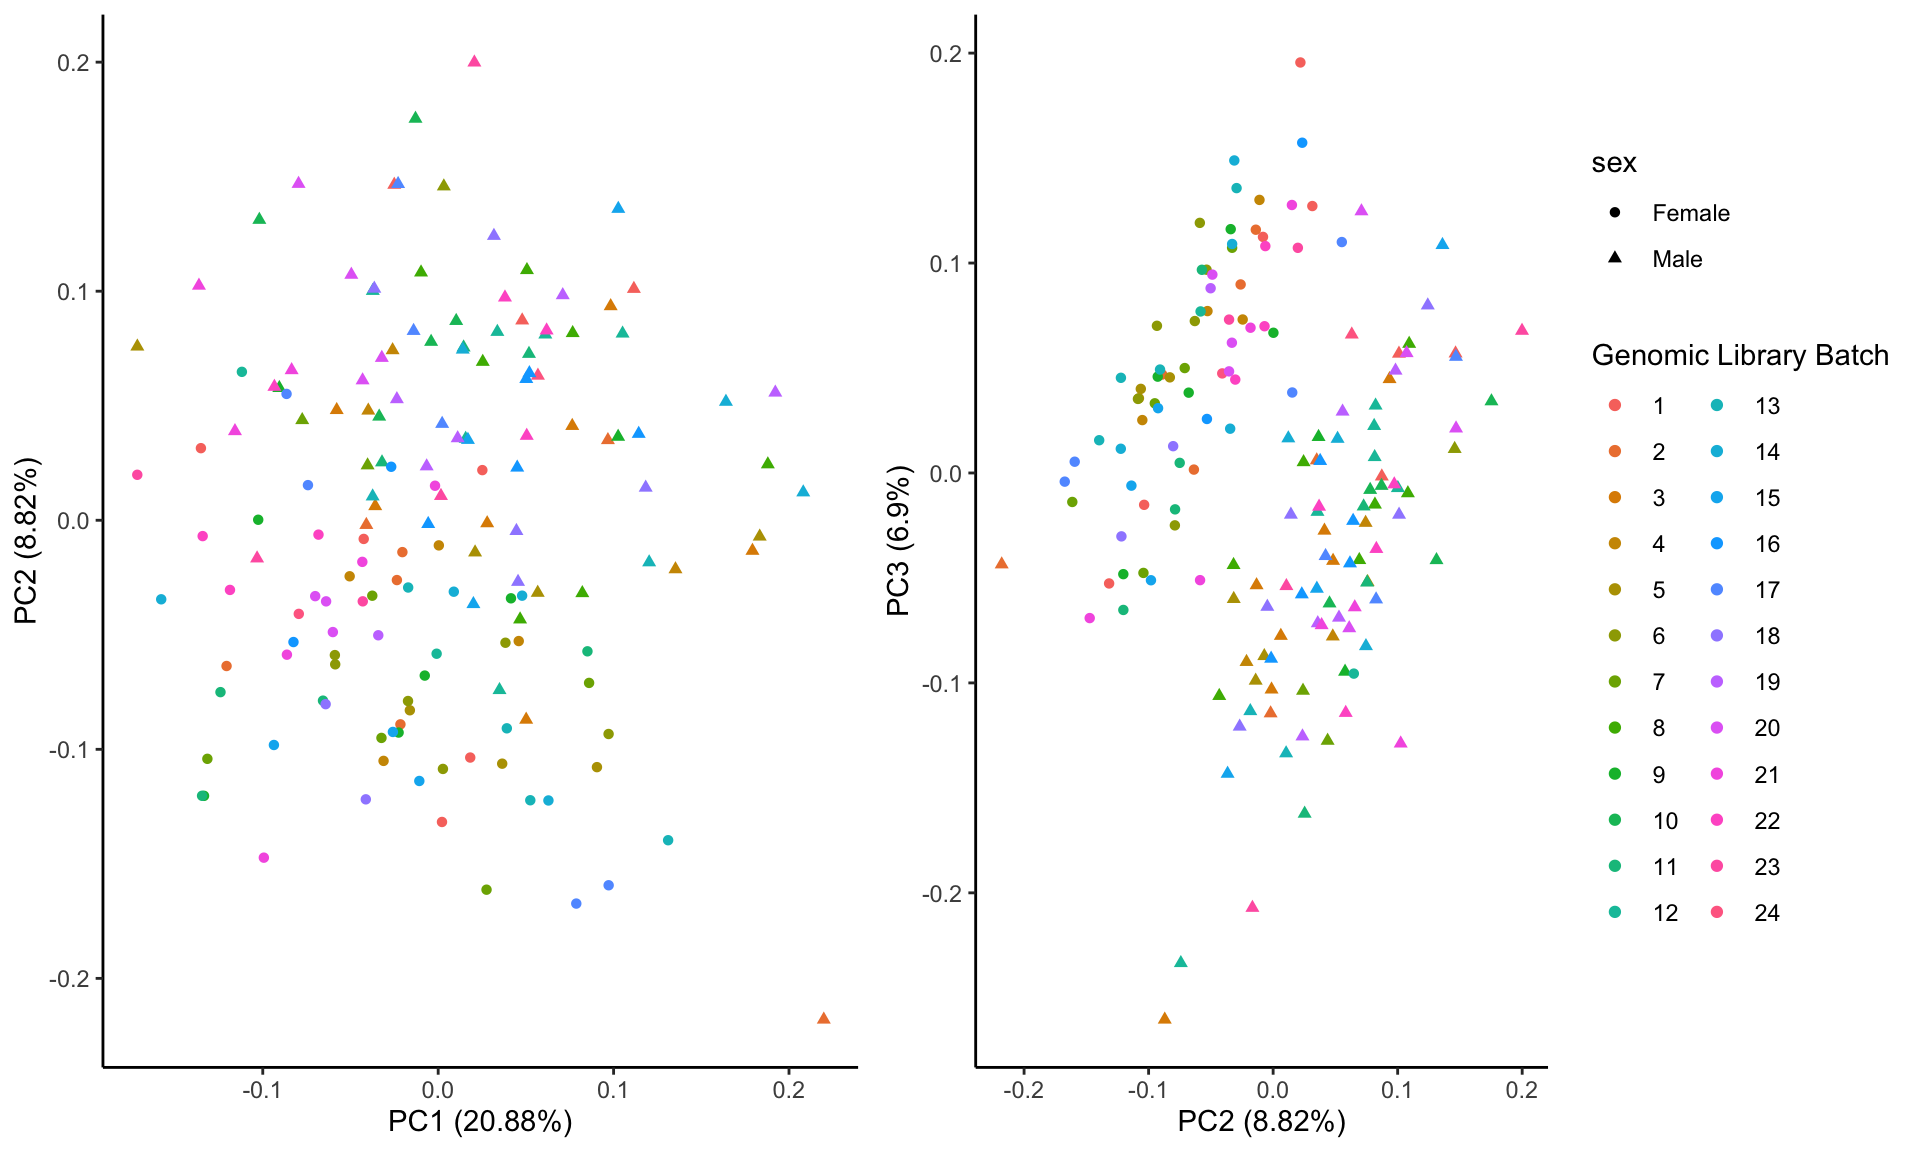 0.2
0.1
0.0
-0.1
-0.2
PC2 (8.82%)
-0.1 0.0 0.1 0.2
PC1 (20.88%)
0.2
0.1
0.0
-0.1
-0.2
PC3 (6.9%)
-0.2 -0.1 0.0 0.1 0.2
PC2 (8.82%)
sex
Female
Male
Genomic Library Batch
1 13
2 14
3 15
4 16
5 17
6 18
7 19
8 20
9 21
10 22
11 23
12 24